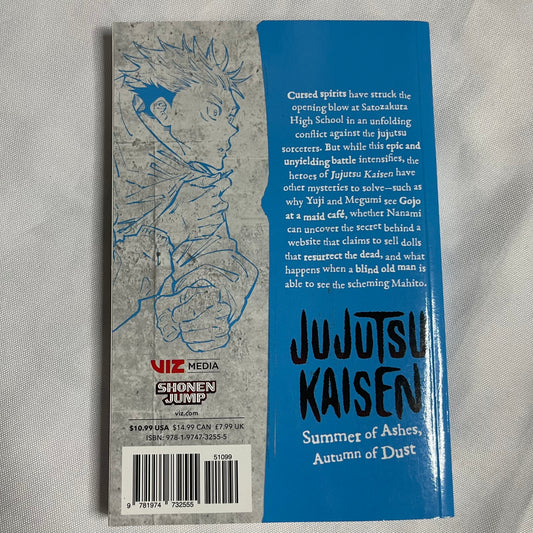 Cursed spirits have struck the
opening blow at Satozakura
High School in an unfolding
conflict against the jujutsu
sorcerers. But while this epic and
unyielding battle intensifies, the
heroes of Jujutsu Kaisen have
other mysteries to solve—such as
why Yuji and Megumi see Gojo
at a maid café, whether Nanami
can uncover the secret behind a
website that claims to sell dolls
that resurrect the dead, and what
happens when a blind old man is
able to see the scheming Mahito.
JUJUTSU
KAISEN
Summer of Ashes,
Autumn of Dust
VIZ MEDIA
SHONEN
JUMP
viz.com
$10.99 USA $14.99 CAN £7.99 UK
ISBN: 978-1-9747-3255-5
51099
9 781974 732555